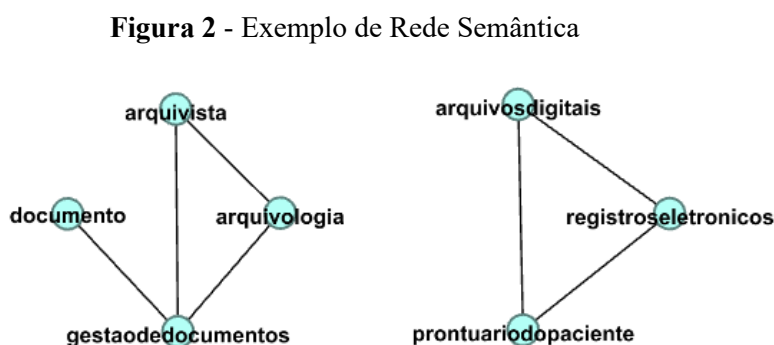 Figura 2 - Exemplo de Rede Semântica
arquivista
arquivosdigitais
documento
arquivologia
registroseletronicos
gestaodedocumentos
prontuariodopaciente